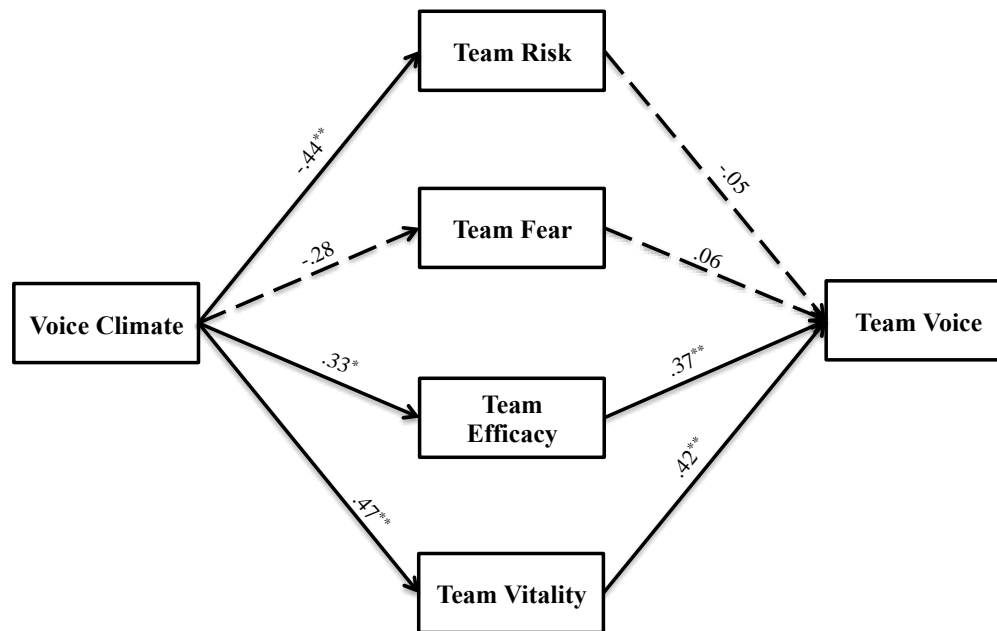 Team Risk
-.44**
-.05
Team Fear
-.28
.06
Voice Climate
Team Voice
.33*
.37**
Team
Efficacy
.47**
.42**
Team Vitality